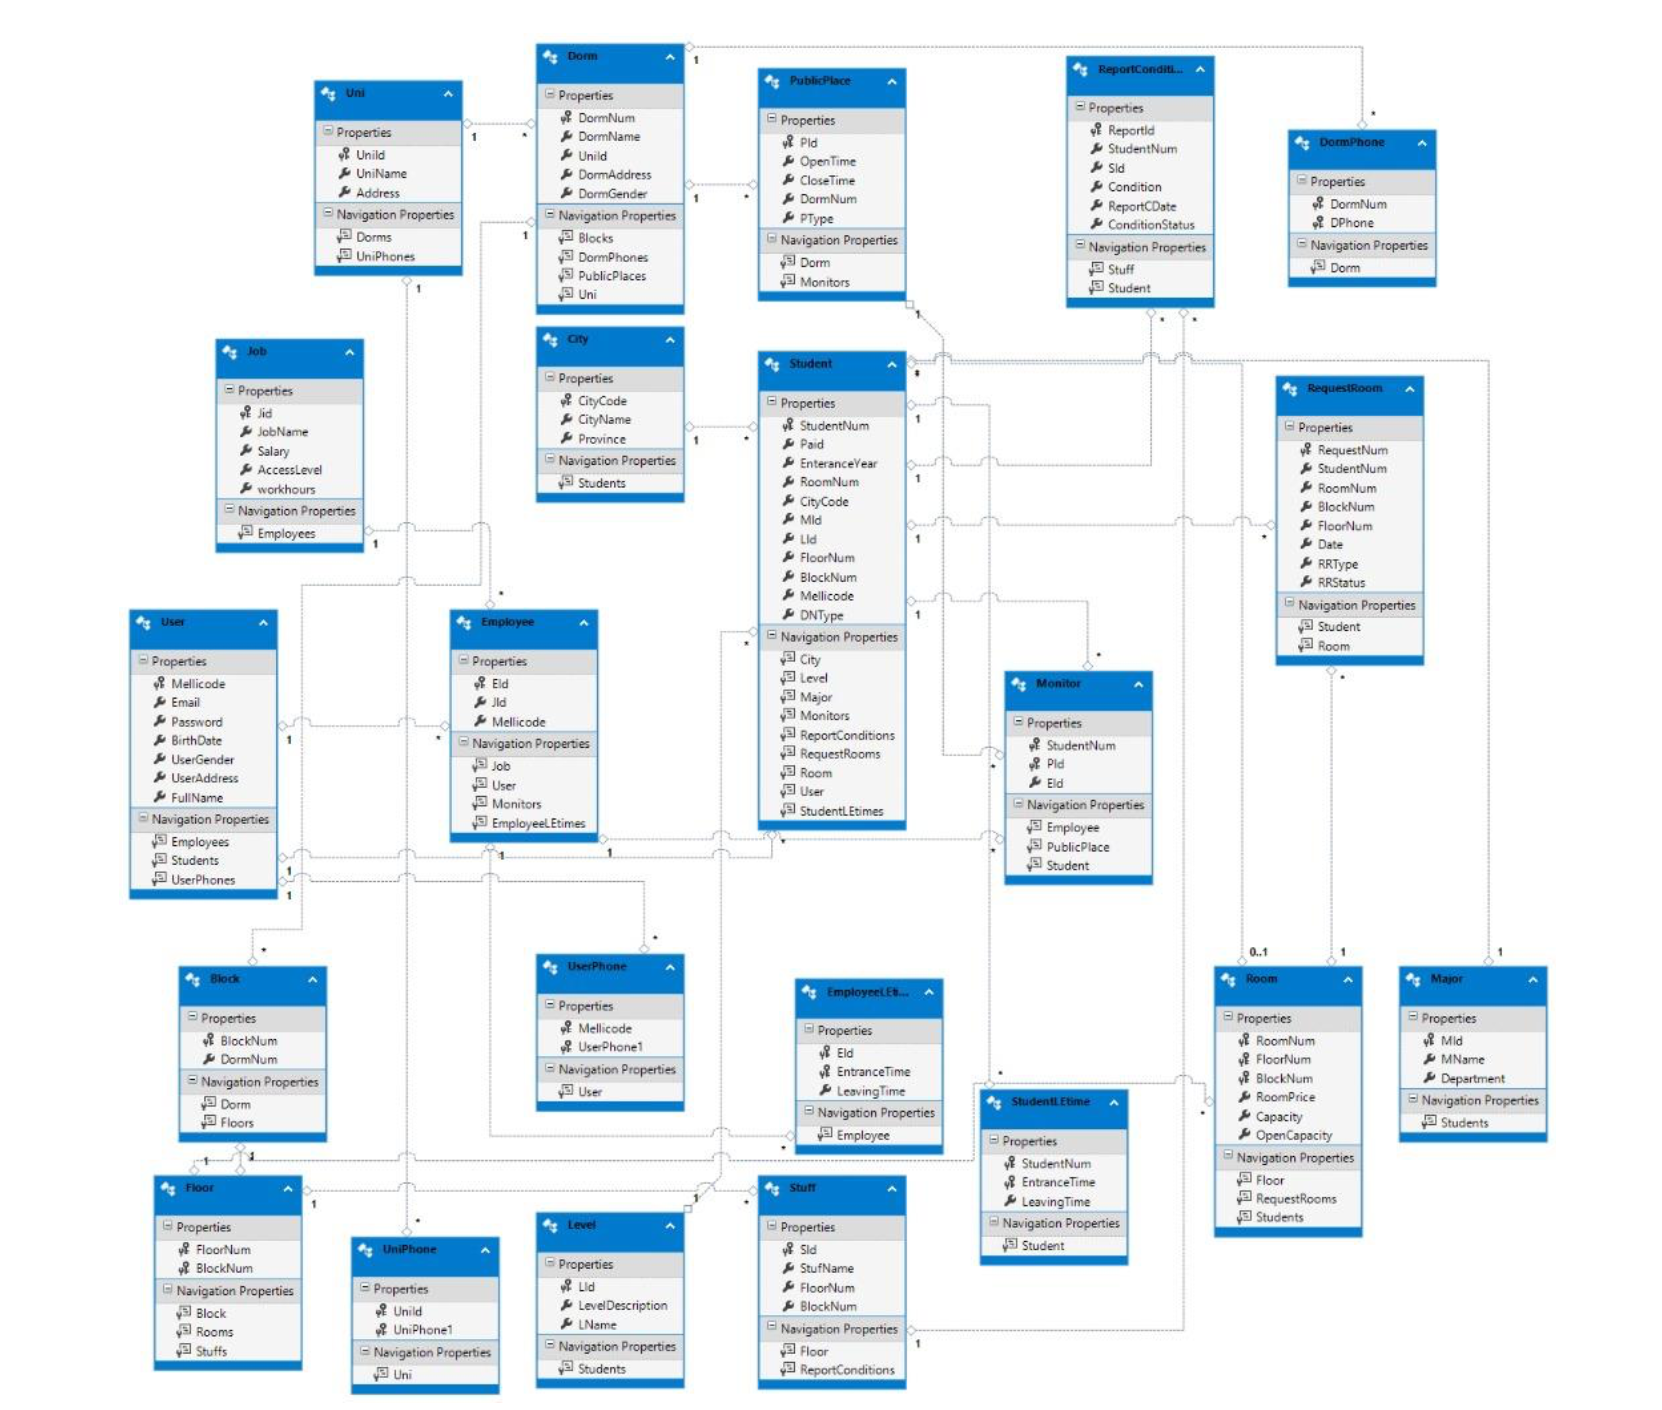 Uni
Properties
UniId
UniName
Address
Navigation Properties
Dorms
UniPhones
1
*
1
Dorm
Properties
DormNum
DormName
UniId
DormAddress
DormGender
Navigation Properties
Blocks
DormPhones
PublicPlaces
Uni
1
1
*
1
PublicPlace
Properties
PId
OpenTime
CloseTime
DormNum
PType
Navigation Properties
Dorm
Monitors
1
ReportConditi...
Properties
ReportId
StudentNum
SId
Condition
ReportCDate
ConditionStatus
Navigation Properties
Stuff
Student
*
*
*
DormPhone
Properties
DormNum
DPhone
Navigation Properties
Dorm
Job
Properties
Jid
JobName
Salary
AccessLevel
workhours
Navigation Properties
Employees
1
City
Properties
CityCode
CityName
Province
Navigation Properties
Students
1
*
Student
Properties
StudentNum
Paid
EnteranceYear
RoomNum
CityCode
MId
LId
FloorNum
BlockNum
Mellicode
DNType
Navigation Properties
City
Level
Major
Monitors
ReportConditions
RequestRooms
Room
User
StudentLEtimes
*
1
1
1
1
*
*
RequestRoom
Properties
RequestNum
StudentNum
RoomNum
BlockNum
FloorNum
Date
RRType
RRStatus
Navigation Properties
Student
Room
*
*
User
Properties
Mellicode
Email
Password
BirthDate
UserGender
UserAddress
FullName
Navigation Properties
Employees
Students
UserPhones
1
1
1
*
Employee
Properties
EId
JId
Mellicode
Navigation Properties
Job
User
Monitors
EmployeeLEtimes
*
1
1
Monitor
Properties
StudentNum
PId
EId
Navigation Properties
Employee
PublicPlace
Student
*
*
*
Block
Properties
BlockNum
DormNum
Navigation Properties
Dorm
Floors
*
UserPhone
Properties
Mellicode
UserPhone1
Navigation Properties
User
*
EmployeeLEti...
Properties
EId
EntranceTime
LeavingTime
Navigation Properties
Employee
*
StudentLEtime
Properties
StudentNum
EntranceTime
LeavingTime
Navigation Properties
Student
*
0..1
1
*
Room
Properties
RoomNum
FloorNum
BlockNum
RoomPrice
Capacity
OpenCapacity
Navigation Properties
Floor
RequestRooms
Students
1
Major
Properties
MId
MName
Department
Navigation Properties
Students
1
Floor
Properties
FloorNum
BlockNum
Navigation Properties
Block
Rooms
Stuffs
1
*
UniPhone
Properties
UniId
UniPhone1
Navigation Properties
Uni
1
Level
Properties
LId
LevelDescription
LName
Navigation Properties
Students
*
Stuff
Properties
SId
StufName
FloorNum
BlockNum
Navigation Properties
Floor
ReportConditions
1